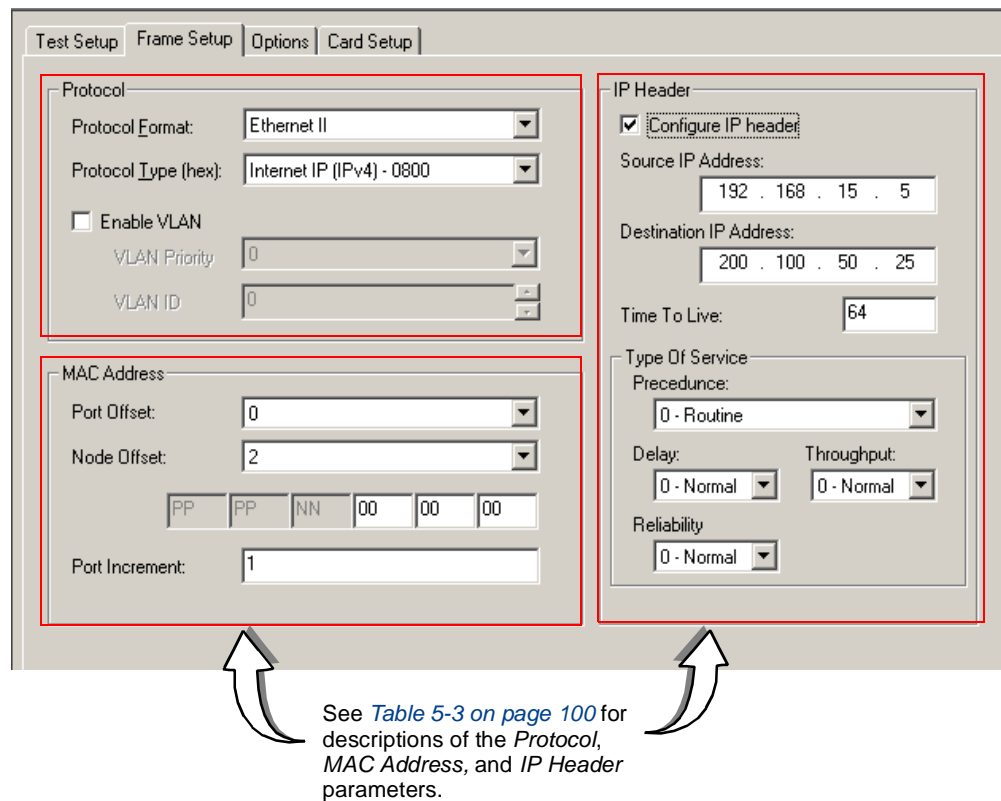 Test Setup Frame Setup Options Card Setup
Protocol
Protocol Format: Ethernet II
Protocol Type (hex): Internet IP (IPv4) - 0800
Enable VLAN
VLAN Priority 0
VLAN ID 0
MAC Address
Port Offset: 0
Node Offset: 2
PP PP NN 00 00 00
Port Increment: 1
IP Header
Configure IP header
Source IP Address:
192 . 168 . 15 . 5
Destination IP Address:
200 . 100 . 50 . 25
Time To Live: 64
Type Of Service
Precedunce:
0 - Routine
Delay: Throughput:
0 - Normal 0 - Normal
Reliability
0 - Normal
See Table 5-3 on page 100 for
descriptions of the Protocol,
MAC Address, and IP Header
parameters.